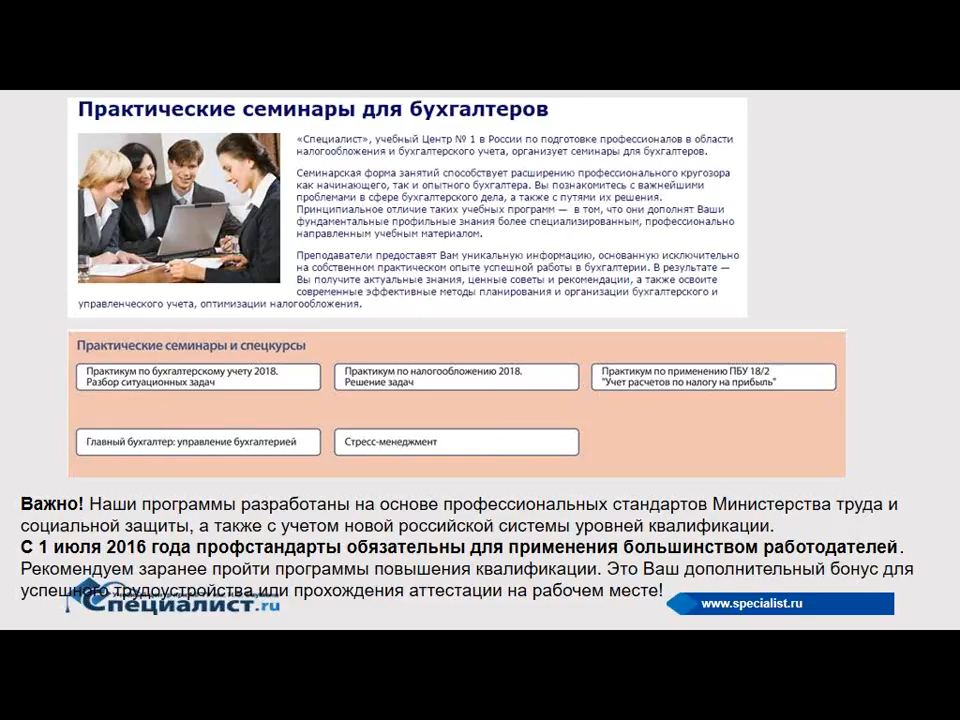 Практические семинары для бухгалтеров
«Специалист», учебный Центр № 1 в России по подготовке профессионалов в области
налогообложения и бухгалтерского учета, организует семинары для бухгалтеров.
Семинарская форма занятий способствует расширению профессионального кругозора
как начинающего, так и опытного бухгалтера. Вы познакомитесь с важнейшими
проблемами в сфере бухгалтерского дела, а также с путями их решения.
Принципиальное отличие таких учебных программ — в том, что они дополнят Ваши
фундаментальные профильные знания более специализированным, профессионально
направленным учебным материалом.
Преподаватели предоставят Вам уникальную информацию, основанную исключительно
на собственном практическом опыте успешной работы в бухгалтерии. В результате —
Вы получите актуальные знания, ценные советы и рекомендации, а также освоите
современные эффективные методы планирования и организации бухгалтерского и
управленческого учета, оптимизации налогообложения.
Практические семинары и спецкурсы
Практикум по бухгалтерскому учету 2018.
Разбор ситуационных задач
Практикум по налогообложению 2018.
Решение задач
Практикум по применению ПБУ 18/2
"Учет расчетов по налогу на прибыль"
Главный бухгалтер: управление бухгалтерией
Стресс-менеджмент
Важно! Наши программы разработаны на основе профессиональных стандартов Министерства труда и
социальной защиты, а также с учетом новой российской системы уровней квалификации.
С 1 июля 2016 года профстандарты обязательны для применения большинством работодателей.
Рекомендуем заранее пройти программы повышения квалификации. Это Ваш дополнительный бонус для
успешного трудоустройства или прохождения аттестации на рабочем месте!
Специалист.ru
www.specialist.ru